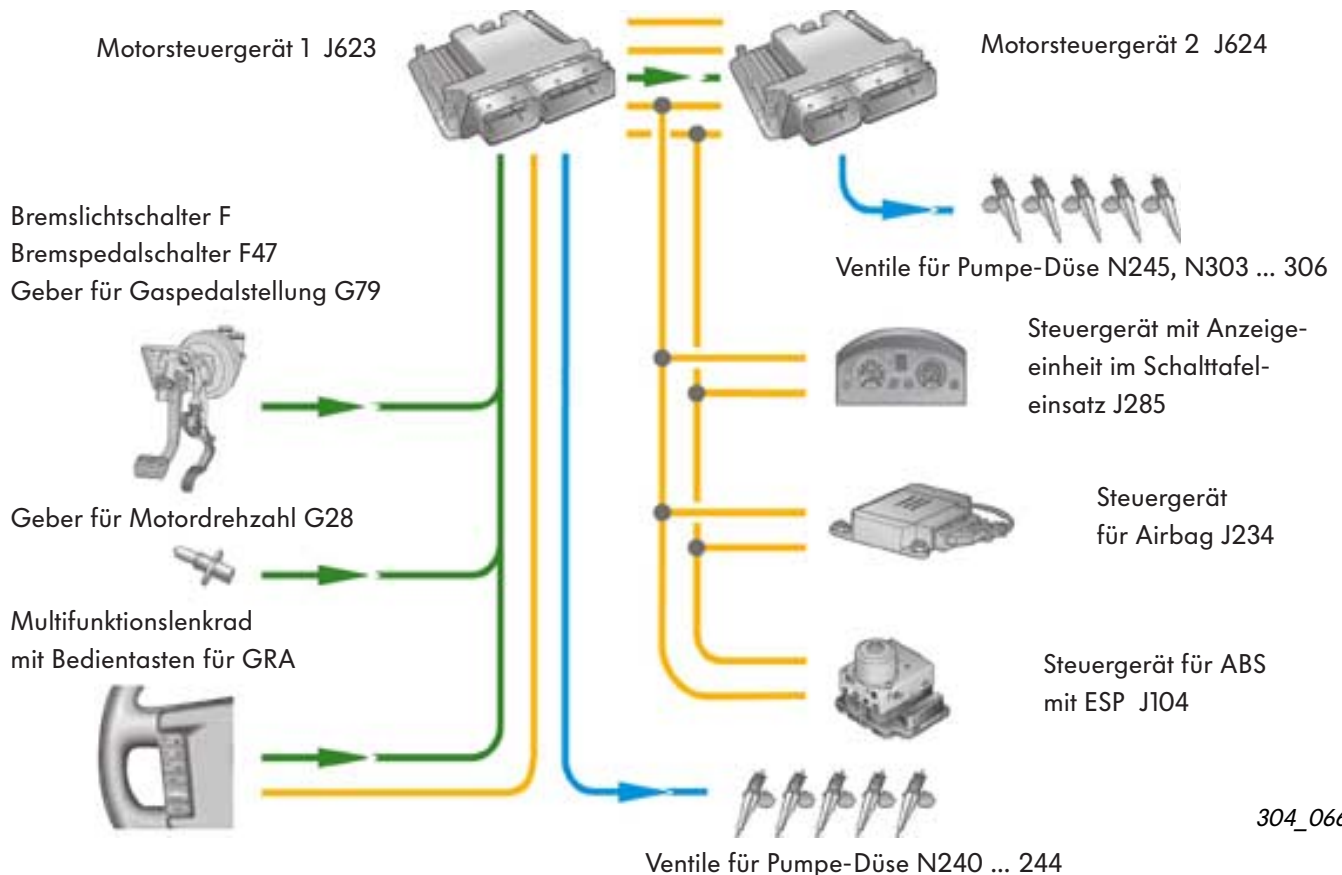 Motorsteuergerät 1 J623
Motorsteuergerät 2 J624
Bremslichtschalter F
Bremspedalschalter F47
Geber für Gaspedalstellung G79
Ventile für Pumpe-Düse N245, N303 ... 306
Steuergerät mit Anzeige-
einheit im Schalttafel-
einsatz J285
Geber für Motordrehzahl G28
Steuergerät
für Airbag J234
Multifunktionslenkrad
mit Bedientasten für GRA
Steuergerät für ABS
mit ESP J104
304_066
Ventile für Pumpe-Düse N240 ... 244